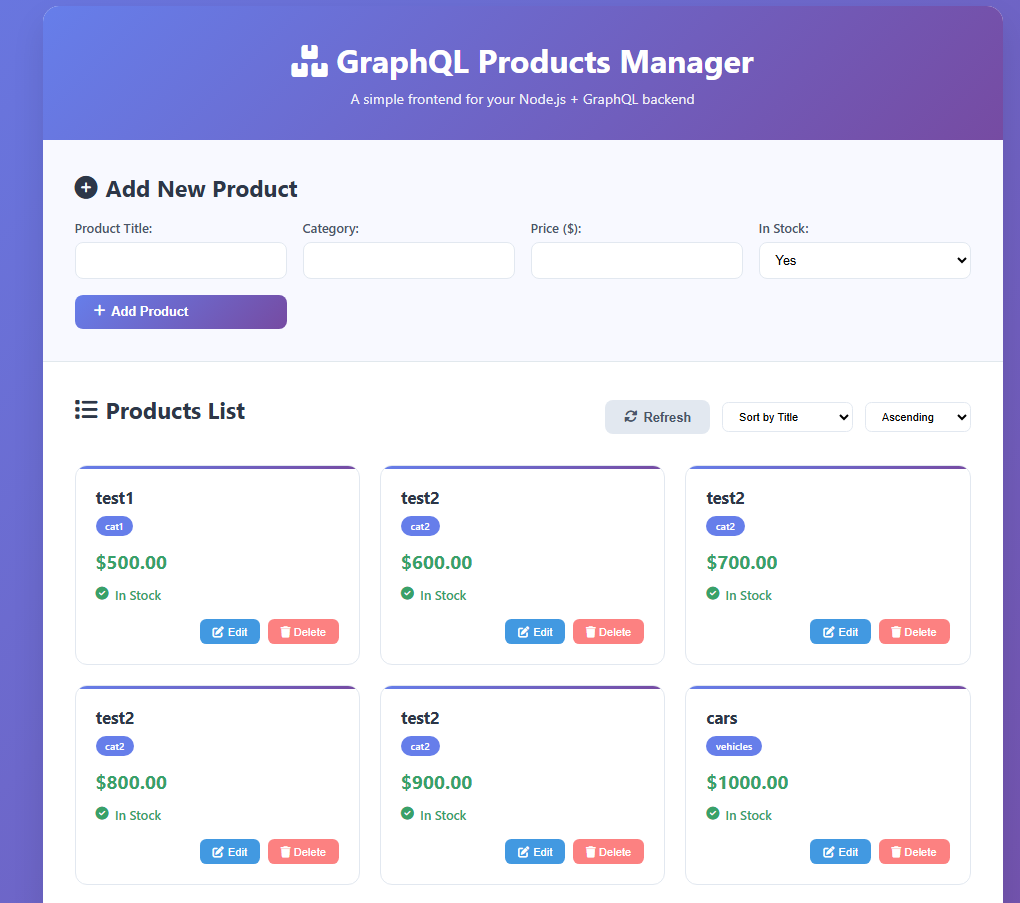 GraphQL Products Manager
A simple frontend for your Node.js + GraphQL backend
Add New Product
Product Title: Category: Price ($): In Stock:
Yes
Add Product
Products List
Refresh Sort by Title Ascending
test1 test2 test2
cat1 cat2 cat2
$500.00 $600.00 $700.00
In Stock In Stock In Stock
Edit Delete Edit Delete Edit Delete
test2 test2 cars
cat2 cat2 vehicles
$800.00 $900.00 $1000.00
In Stock In Stock In Stock
Edit Delete Edit Delete Edit Delete